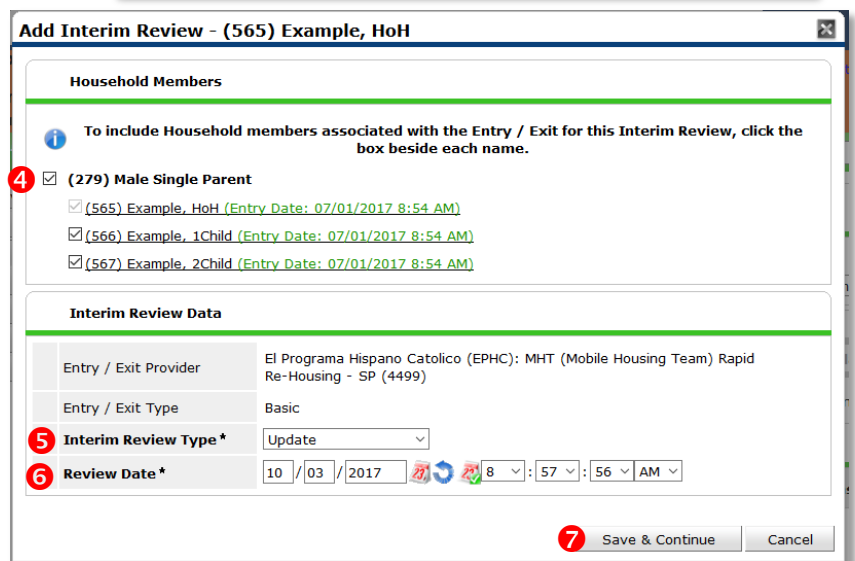 Add Interim Review - (565) Example, HoH
Household Members
To include Household members associated with the Entry / Exit for this Interim Review, click the
box beside each name.
4 (279) Male Single Parent
(565) Example, HoH (Entry Date: 07/01/2017 8:54 AM)
(566) Example, 1Child (Entry Date: 07/01/2017 8:54 AM)
(567) Example, 2Child (Entry Date: 07/01/2017 8:54 AM)
Interim Review Data
Entry / Exit Provider El Programa Hispano Catolico (EPHC): MHT (Mobile Housing Team) Rapid
Re-Housing - SP (4499)
Entry / Exit Type Basic
5 Interim Review Type * Update
6 Review Date * 10 / 03 / 2017 8 : 57 : 56 AM
7 Save & Continue Cancel